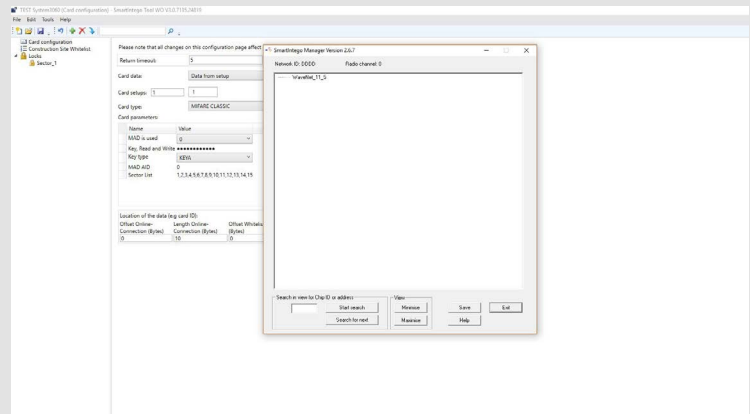 TEST System3060 (Card configuration) - SmartIntego Tool WO V3.0.7135.24810
File Edit Tools Help
Card configuration
Construction Site Whitelist
Locks
Sector_1
Please note that all changes on this configuration page affect
Return timeout: 5
Card data: Data from setup
Card setups: 1 1
Card type: MIFARE CLASSIC
Card parameters:
Name Value
MAD is used 0
Key, Read and Write ●●●●●●●●●●●●
Key type KEYA
MAD AID 0
Sector List 1,2,3,4,5,6,7,8,9,10,11,12,13,14,15
Location of the data (e.g card ID):
Offset Online- Length Online- Offset Whitelis
Connection (Bytes) Connection (Bytes) (Bytes)
0 10 0
SmartIntego Manager Version 2.6.7
Network ID: DDDD Radio channel: 0
WaveNet_11_5
Search in view for Chip ID or address
Start search
Search for next
View
Minimise
Maximise
Save
Exit
Help